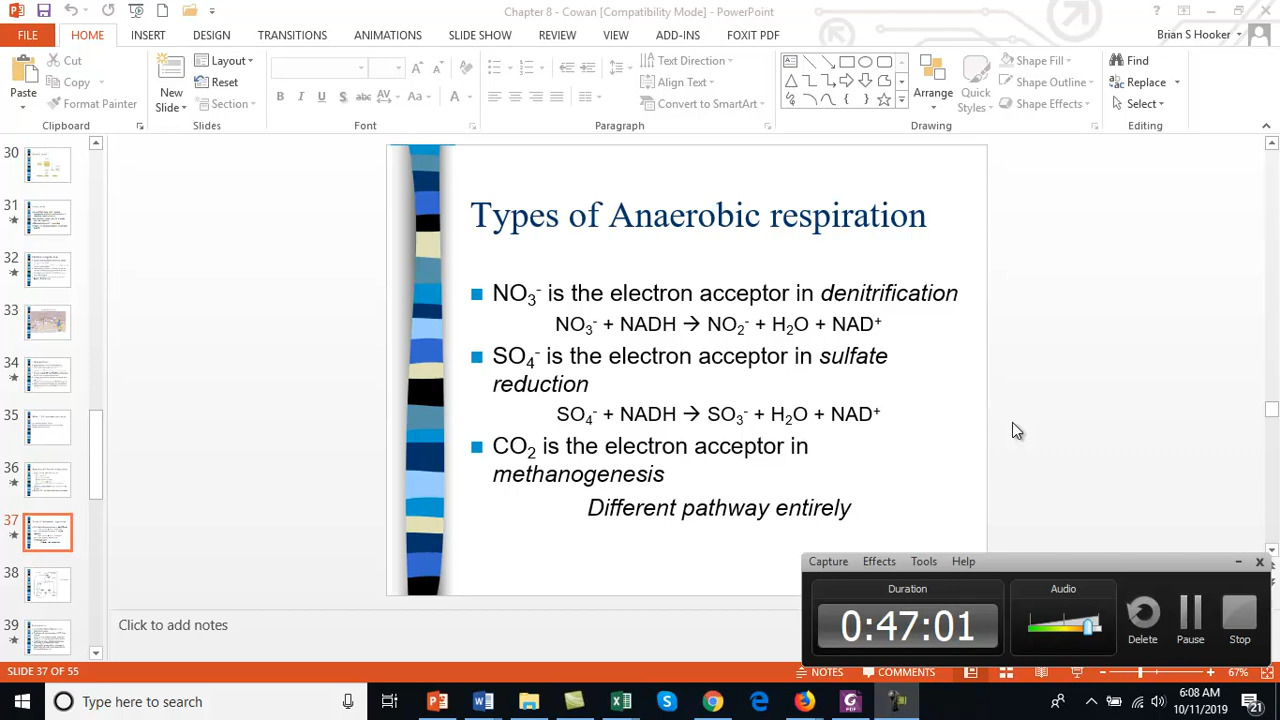 Chapter 8 - Cowan [Compatibility Mode] - PowerPoint
FILE HOME INSERT DESIGN TRANSITIONS ANIMATIONS SLIDE SHOW REVIEW VIEW ADD-INS FOXIT PDF Brian S Hooker
Paste
Cut
Copy
Format Painter
New Slide
Layout
Reset
Section
Text Direction
Align Text
Convert to SmartArt
Arrange
Quick Styles
Shape Fill
Shape Outline
Shape Effects
Find
Replace
Select
Clipboard Slides Font Paragraph Drawing Editing
30
31
32
33
34
35
36
37
38
39
Types of Anaerobic respiration
NO₃⁻ is the electron acceptor in denitrification
NO₃⁻ + NADH → NO₂⁻ + H₂O + NAD⁺
SO₄⁻ is the electron acceptor in sulfate
reduction
SO₄⁻ + NADH → SO₃⁻ + H₂O + NAD⁺
CO₂ is the electron acceptor in
methanogenesis
Different pathway entirely
Capture Effects Tools Help
Duration
0:47:01
Audio
Delete Pause Stop
Click to add notes
SLIDE 37 OF 55 NOTES COMMENTS 67%
Type here to search
6:08 AM
10/11/2019
21